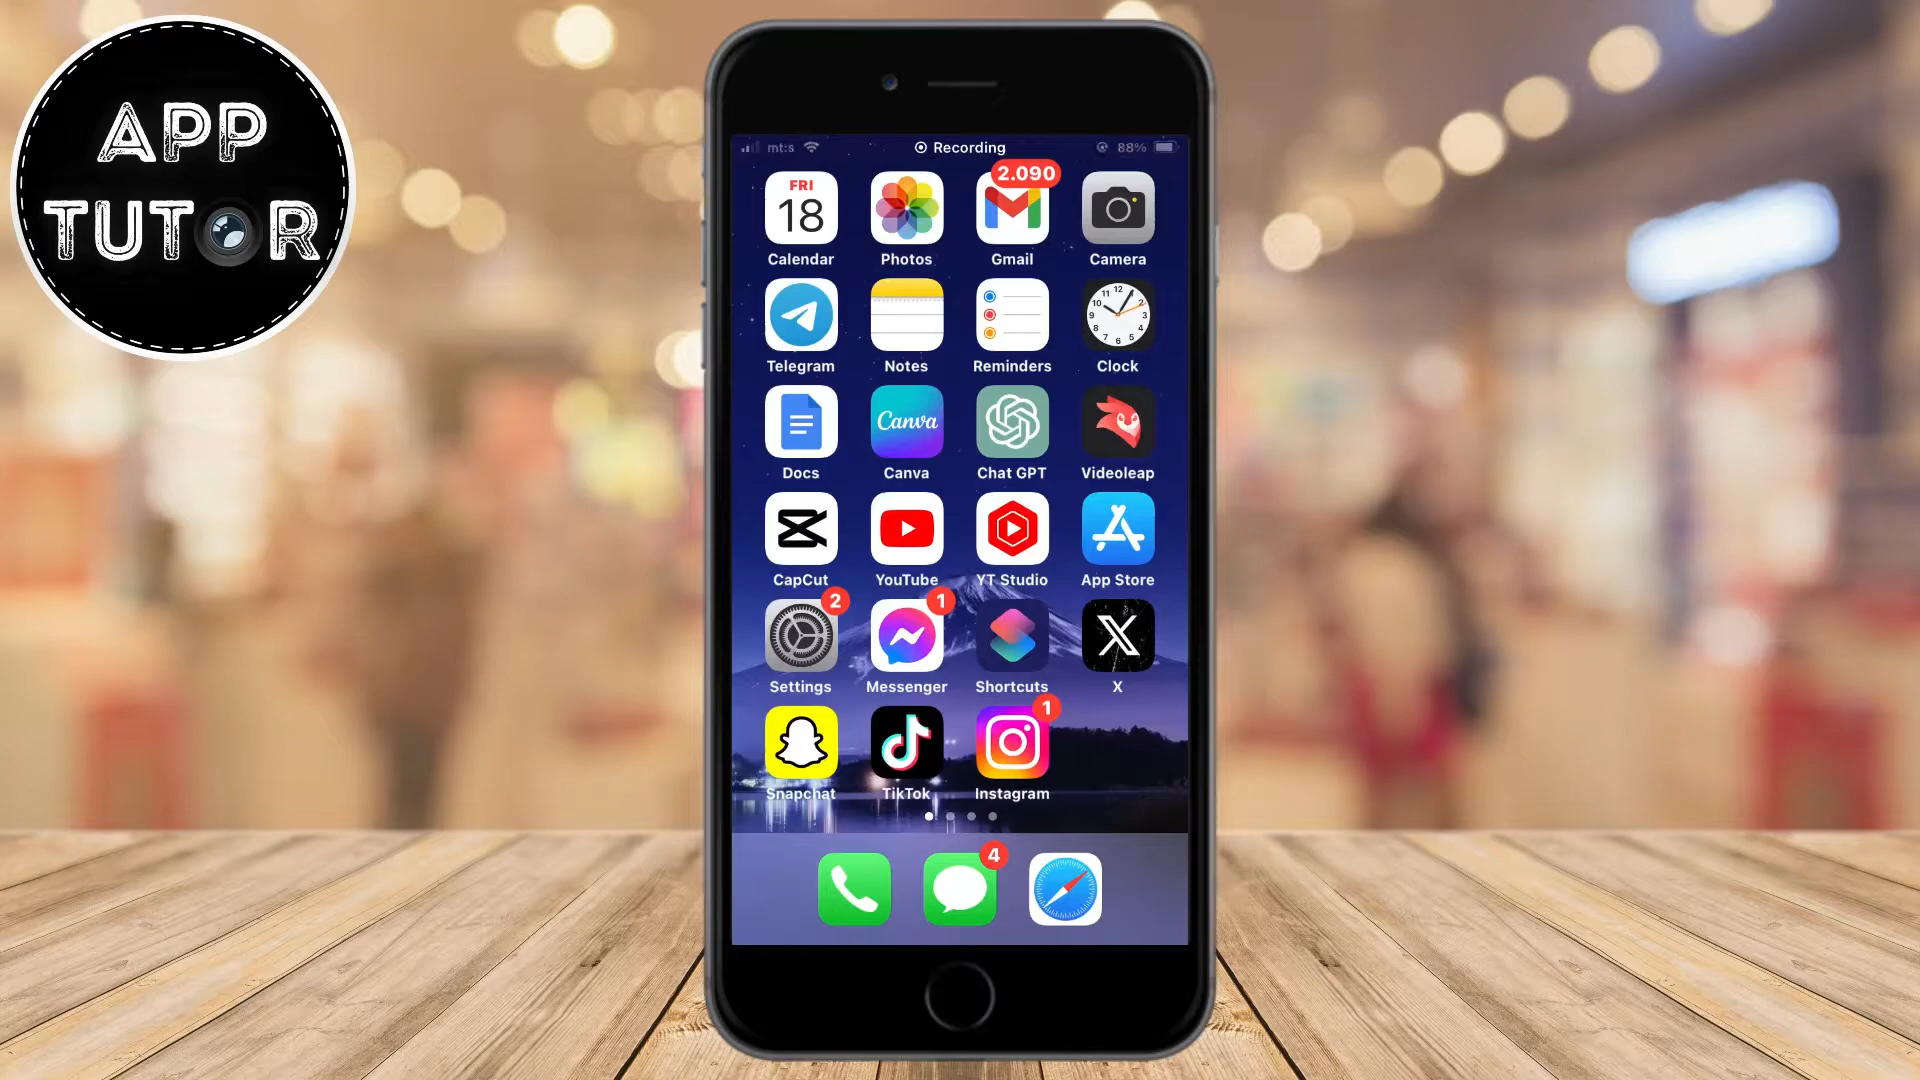 APP
TUTOR
mt:s
Recording
88%
FRI
18
2.090
Calendar
Photos
Gmail
Camera
Telegram
Notes
Reminders
Clock
Canva
Docs
Canva
Chat GPT
Videoleap
CapCut
YouTube
YT Studio
App Store
2
1
Settings
Messenger
Shortcuts
X
1
Snapchat
TikTok
Instagram
4